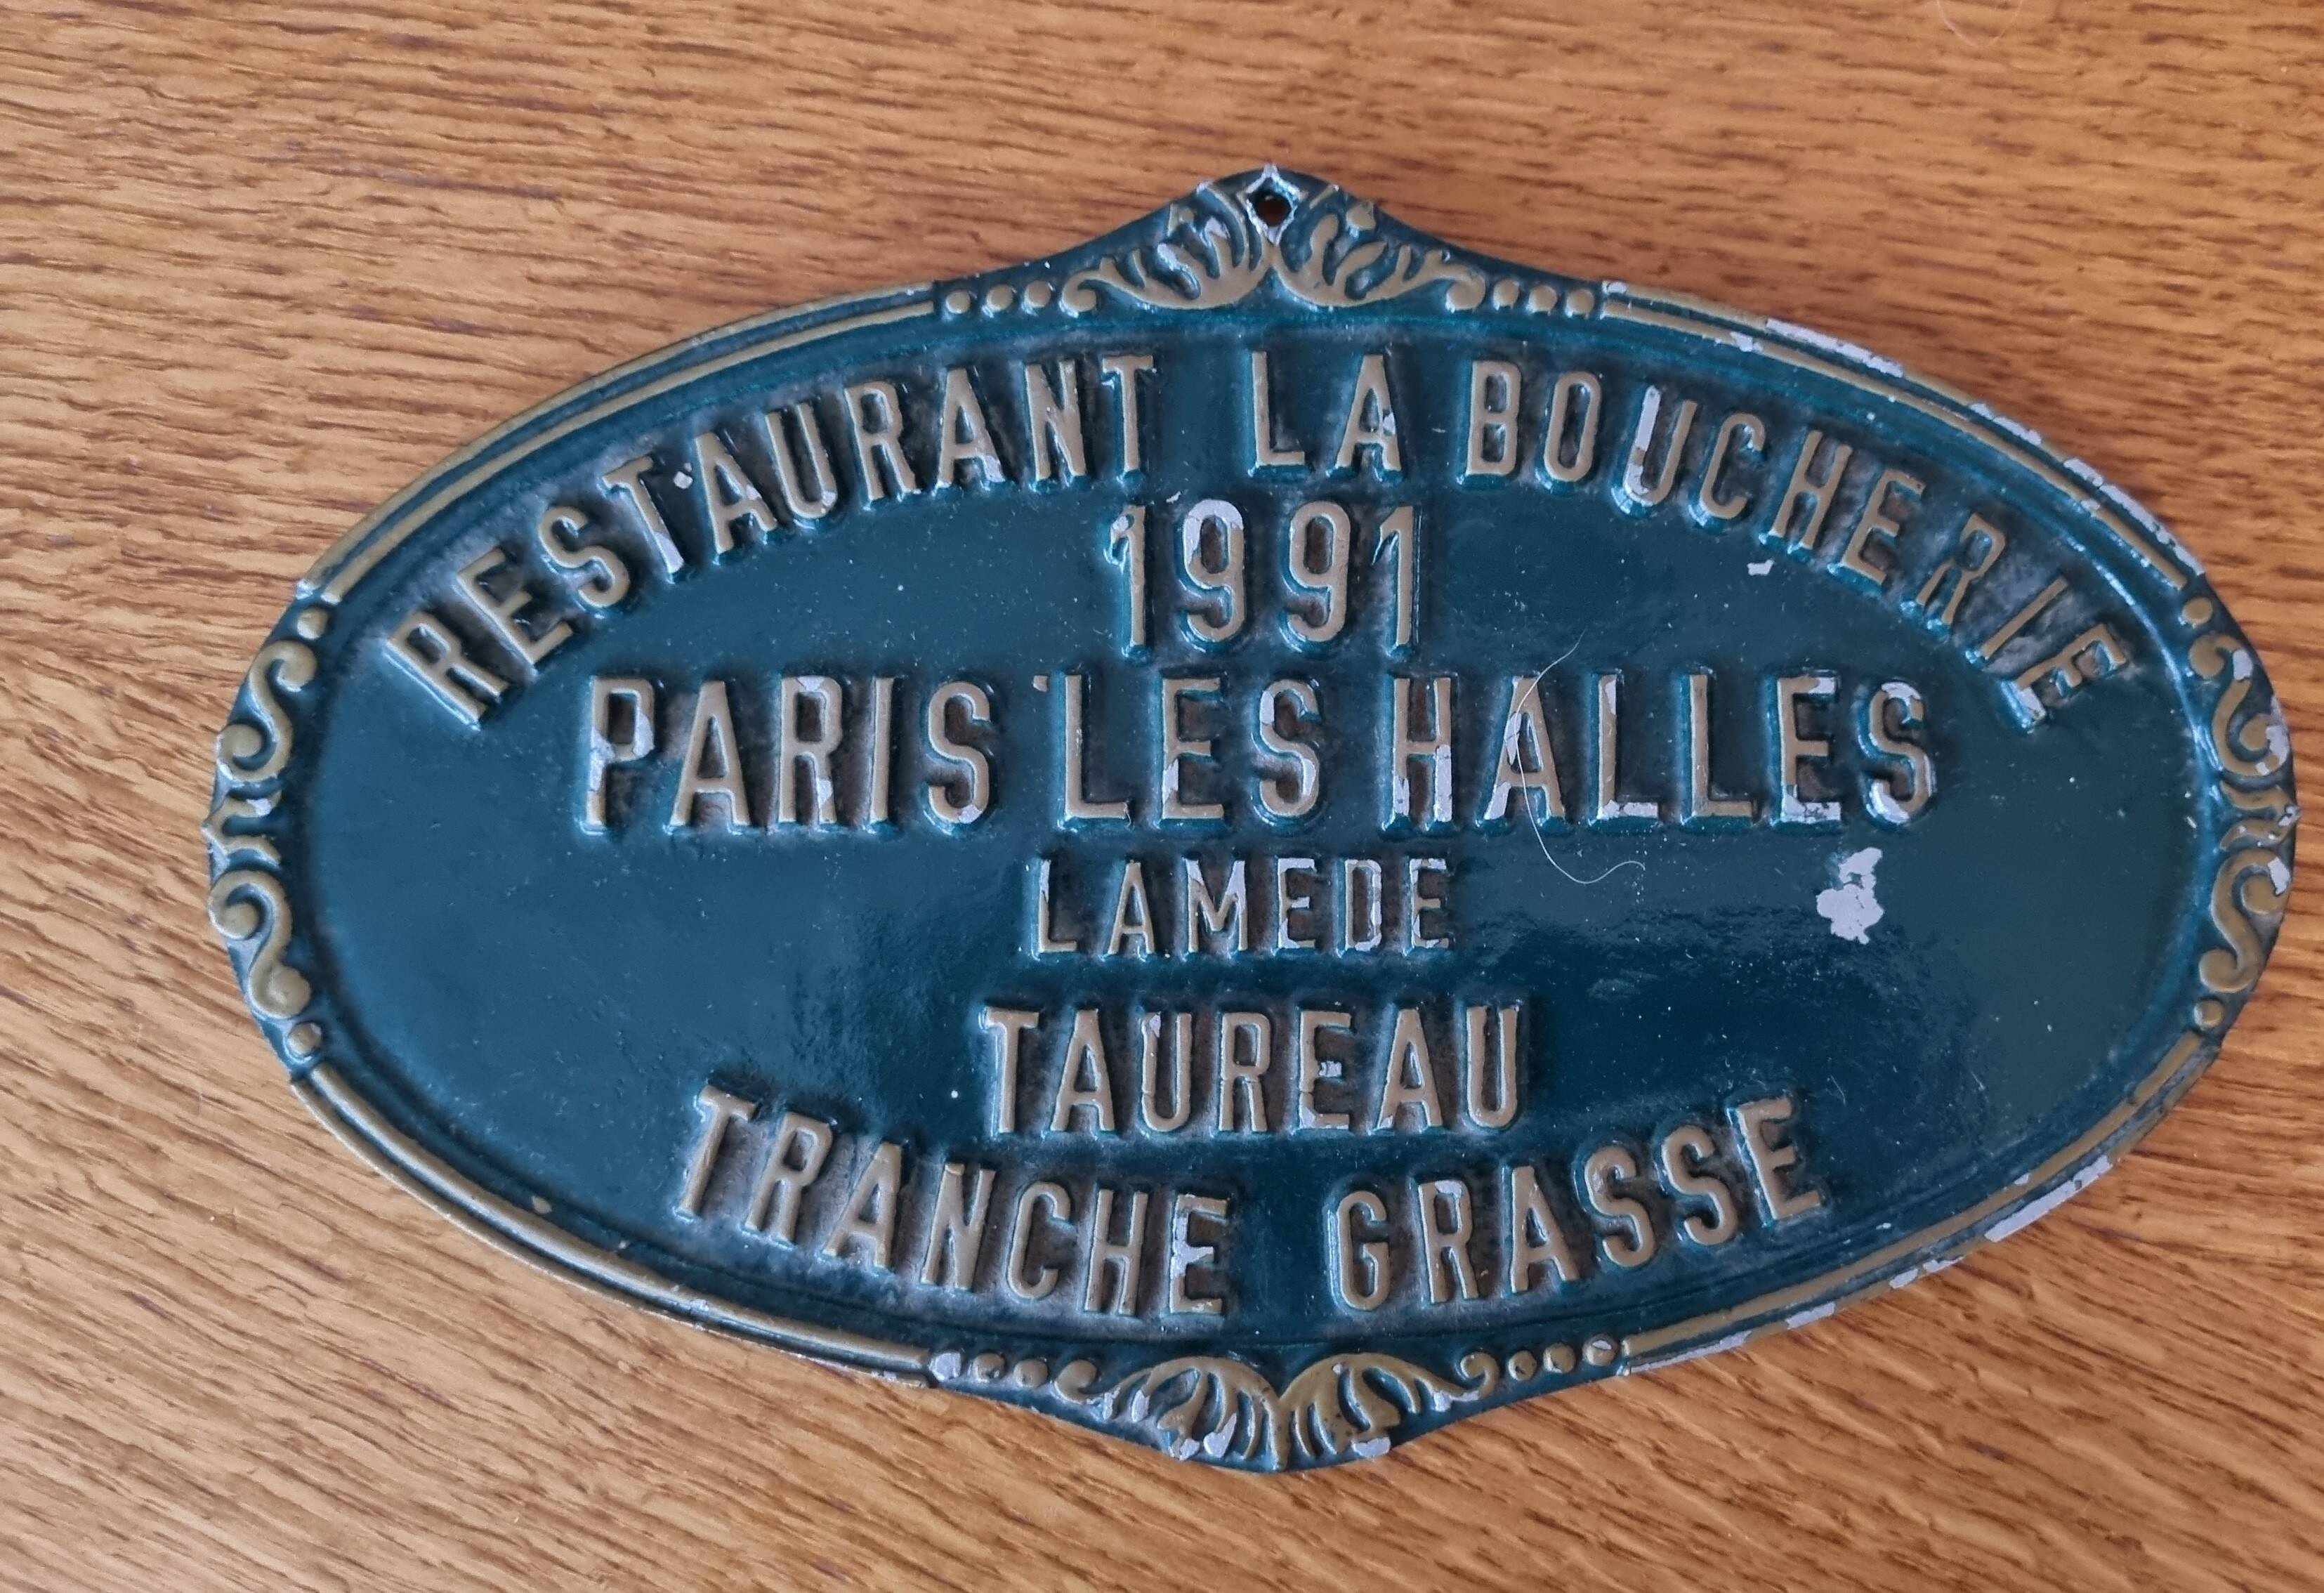 RESTAURANT LA BOUCHERIE
1991
PARIS LES HALLES
LAMEDE
TAUREAU
TRANCHE GRASSE